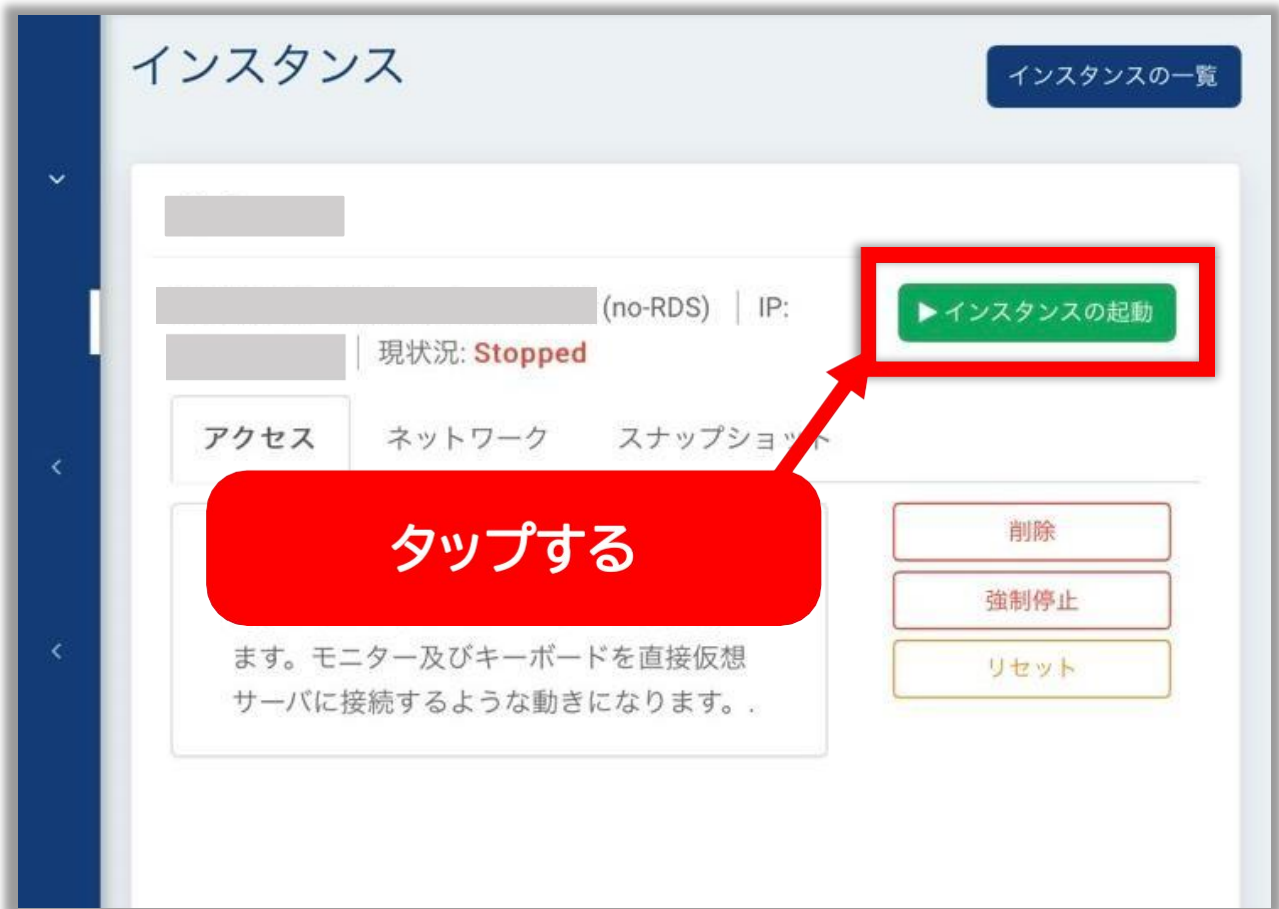 インスタンス
インスタンスの一覧
(no-RDS) | IP:
▶インスタンスの起動
現状況: Stopped
アクセス
ネットワーク
スナップショット
タップする
削除
強制停止
リセット
ます。モニター及びキーボードを直接仮想
サーバに接続するような動きになります。.